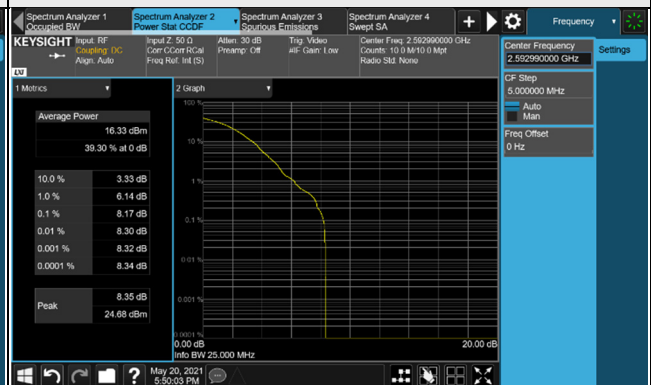 Spectrum Analyzer 1
Occupied BW
Spectrum Analyzer 2
Power Stat CCDF
Spectrum Analyzer 3
Spurious Emissions
Spectrum Analyzer 4
Swept SA
Frequency
KEYSIGHT
Input: RF
Coupling: DC
Align: Auto
Input Z: 50 Ω
Corr CCorr RCal
Freq Ref: Int (S)
Atten: 30 dB
Preamp: Off
Trig: Video
#IF Gain: Low
Center Freq: 2.592990000 GHz
Counts: 10.0 M/10.0 Mpt
Radio Std: None
LXI
Center Frequency
2.592990000 GHz
Settings
CF Step
5.000000 MHz
Auto
Man
Freq Offset
0 Hz
1 Metrics
Average Power
16.33 dBm
39.30 % at 0 dB
10.0 % 3.33 dB
1.0 % 6.14 dB
0.1 % 8.17 dB
0.01 % 8.30 dB
0.001 % 8.32 dB
0.0001 % 8.34 dB
Peak
8.35 dB
24.68 dBm
2 Graph
100 %
10 %
1 %
0.1 %
0.01 %
0.001 %
0.0001 %
0.00 dB
20.00 dB
Info BW 25.000 MHz
?
May 20, 2021
5:50:03 PM